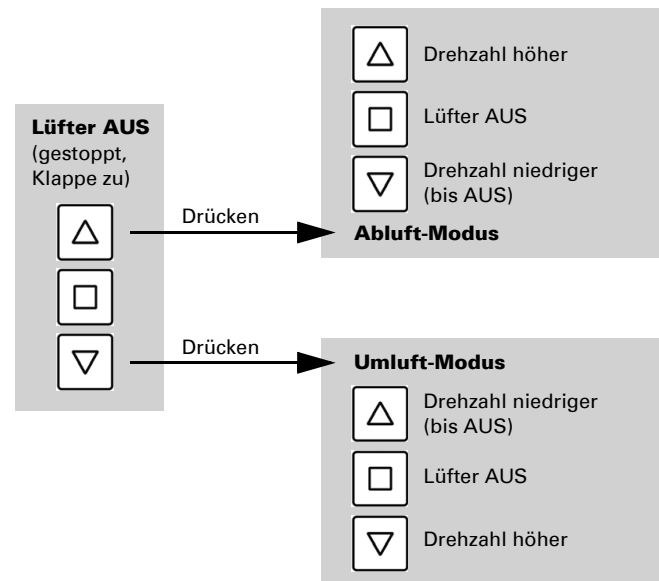 Lüfter AUS
(gestoppt,
Klappe zu)
Drücken
Drehzahl höher
Lüfter AUS
Drehzahl niedriger
(bis AUS)
Abluft-Modus
Drücken
Umluft-Modus
Drehzahl niedriger
(bis AUS)
Lüfter AUS
Drehzahl höher